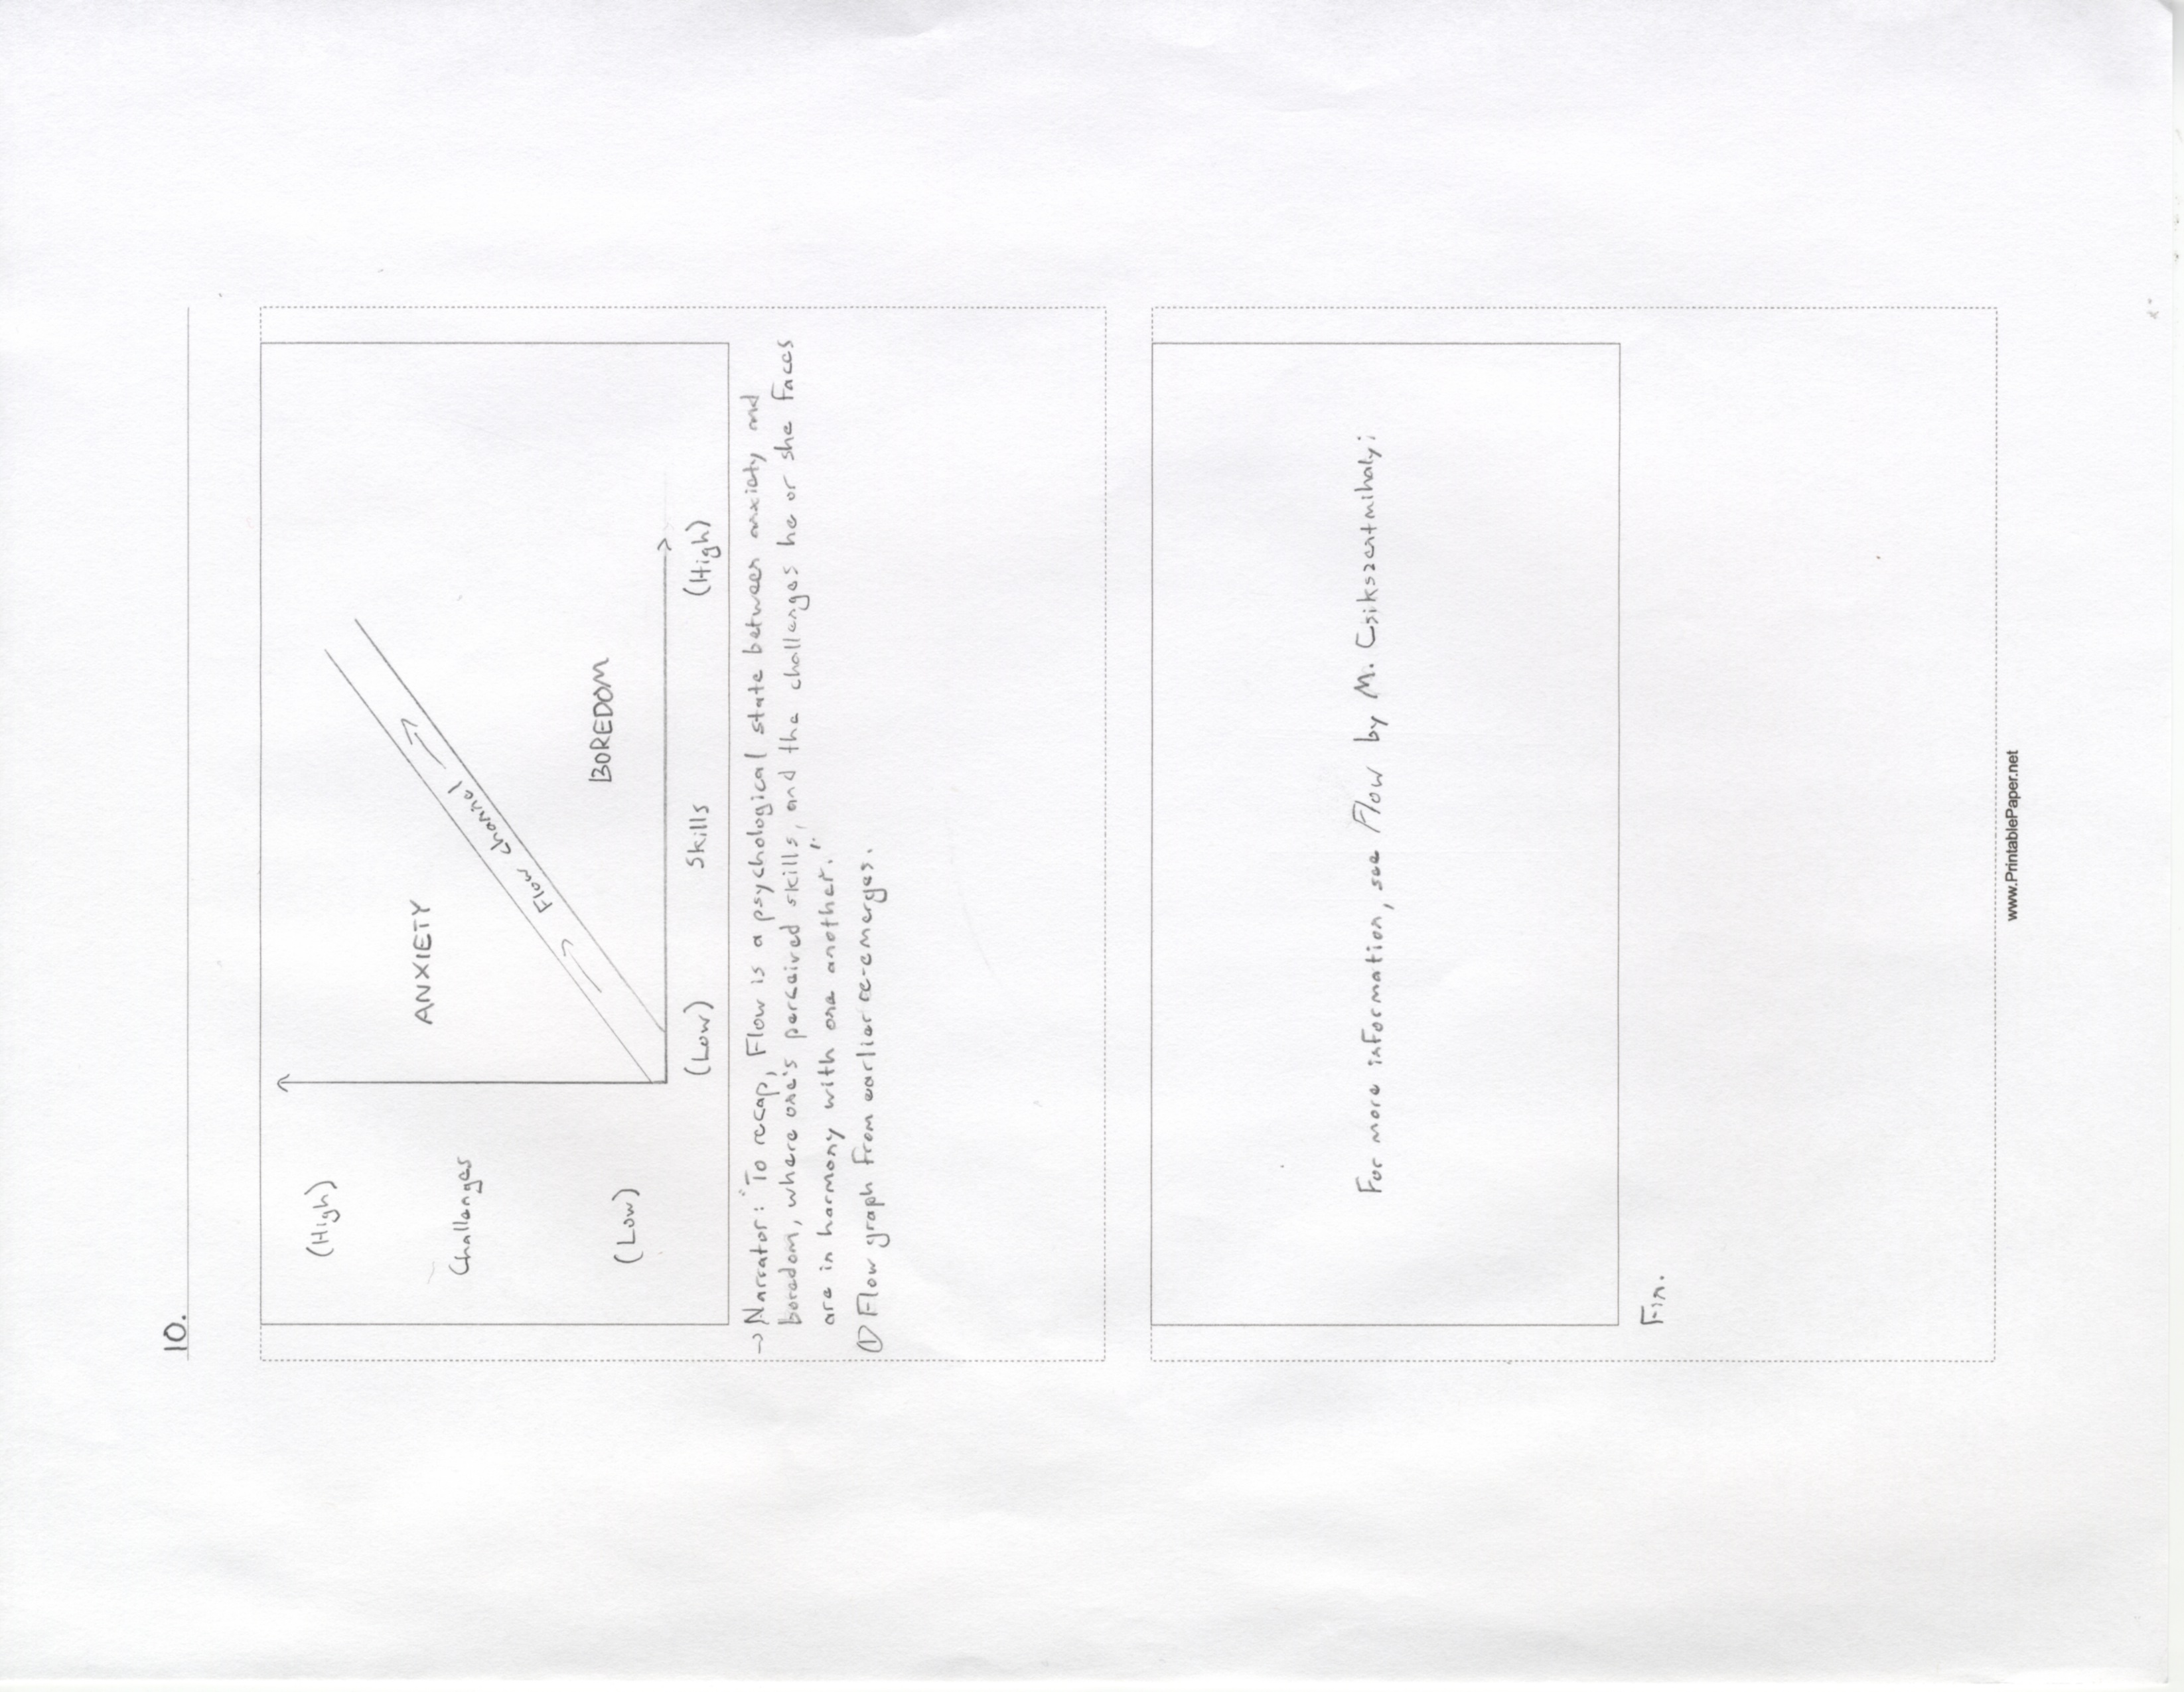 10.
(High)
ANXIETY
Challenges
Flow channel
BOREDOM
(Low)
(Low) Skills (High)
→ Narrator: "To recap, Flow is a psychological state between anxiety and
boredom, where one's perceived skills, and the challenges he or she faces
are in harmony with one another."
① Flow graph from earlier re-emerges.
For more information, see Flow by M. Csikszentmihalyi
Fin.
www.PrintablePaper.net